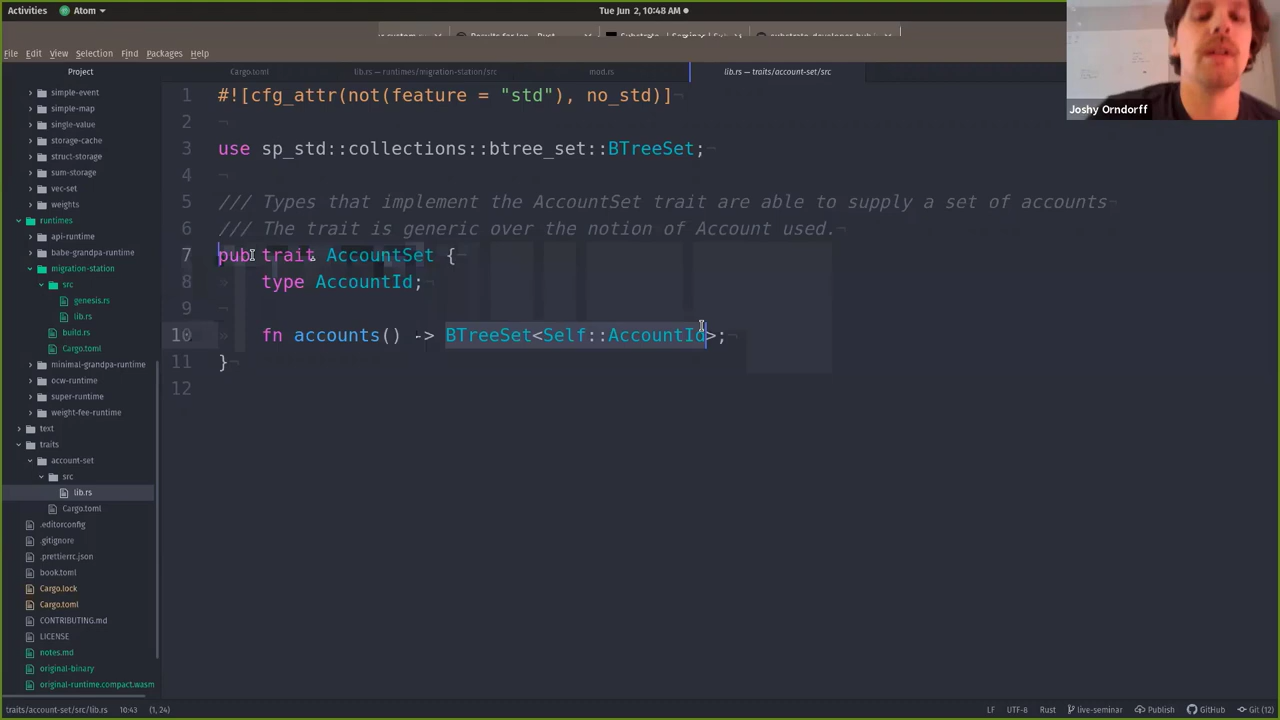 Activities
Atom
Tue Jun 2, 10:48 AM
Results for Jon
Rust
File Edit View Selection Find Packages Help
Project
Cargo.toml
lib.rs — runtimes/migration-station/src
lib.rs — traits/account-set/src
simple-event
simple-map
single-value
storage-cache
struct-storage
sum-storage
vec-set
weights
runtimes
api-runtime
babe-grandpa-runtime
migration-station
src
genesis.rs
lib.rs
build.rs
Cargo.toml
minimal-grandpa-runtime
ocw-runtime
super-runtime
weight-fee-runtime
text
traits
account-set
src
lib.rs
Cargo.toml
.editorconfig
.gitignore
.prettierrc.json
book.toml
Cargo.lock
Cargo.toml
CONTRIBUTING.md
LICENSE
notes.md
original-binary
original-runtime.compact.wasm
1 #![cfg_attr(not(feature = "std"), no_std)]
2
3 use sp_std::collections::btree_set::BTreeSet;
4
5 /// Types that implement the AccountSet trait are able to supply a set of accounts
6 /// The trait is generic over the notion of Account used.
7 pub trait AccountSet {
8 type AccountId;
9
10 fn accounts() -> BTreeSet<Self::AccountId>;
11 }
12
Joshy Orndorff
traits/account-set/src/lib.rs 10:43 (1, 24)
LF UTF-8 Rust live-seminar Publish GitHub Git (12)